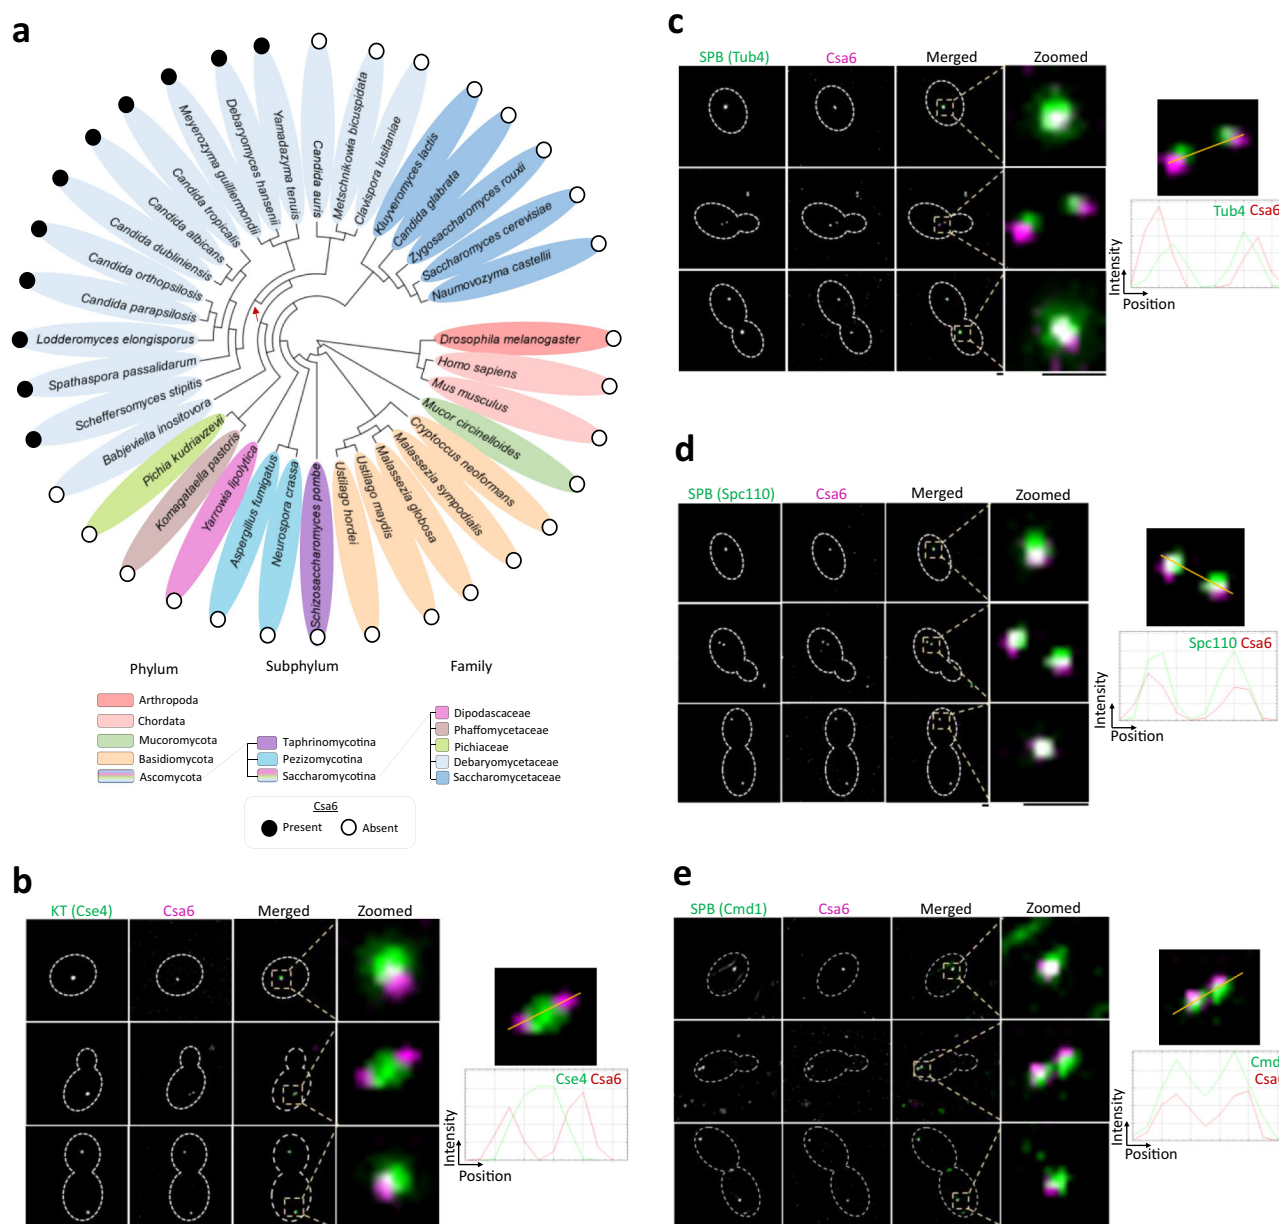 a
Candida auris
Metschnikowia bicuspidata
Clavispora lusitaniae
Kluyveromyces lactis
Candida glabrata
Zygosaccharomyces rouxii
Saccharomyces cerevisiae
Naumovozyma castellii
Drosophila melanogaster
Homo sapiens
Mus musculus
Mucor circinelloides
Cryptoccus neoformans
Malassezia sympodialis
Malassezia globosa
Ustilago maydis
Ustilago hordei
Schizosaccharomyces pombe
Neurospora crassa
Aspergillus fumigatus
Yarrowia lipolytica
Komagataella pastoris
Pichia kudriavzevii
Babjeviella inositovora
Scheffersomyces stipitis
Spathaspora passalidarum
Lodderomyces elongisporus
Candida parapsilosis
Candida orthopsilosis
Candida dubliniensis
Candida albicans
Candida tropicalis
Meyerozyma guilliermondii
Debaryomyces hansenii
Yamadazyma tenuis
Phylum
Arthropoda
Chordata
Mucoromycota
Basidiomycota
Ascomycota
Subphylum
Taphrinomycotina
Pezizomycotina
Saccharomycotina
Family
Dipodascaceae
Phaffomycetaceae
Pichiaceae
Debaryomycetaceae
Saccharomycetaceae
Csa6
Present Absent
b
KT (Cse4) Csa6 Merged Zoomed
Cse4 Csa6
Intensity
Position
c
SPB (Tub4) Csa6 Merged Zoomed
Tub4 Csa6
Intensity
Position
d
SPB (Spc110) Csa6 Merged Zoomed
Spc110 Csa6
Intensity
Position
e
SPB (Cmd1) Csa6 Merged Zoomed
Cmd
Csa6
Intensity
Position